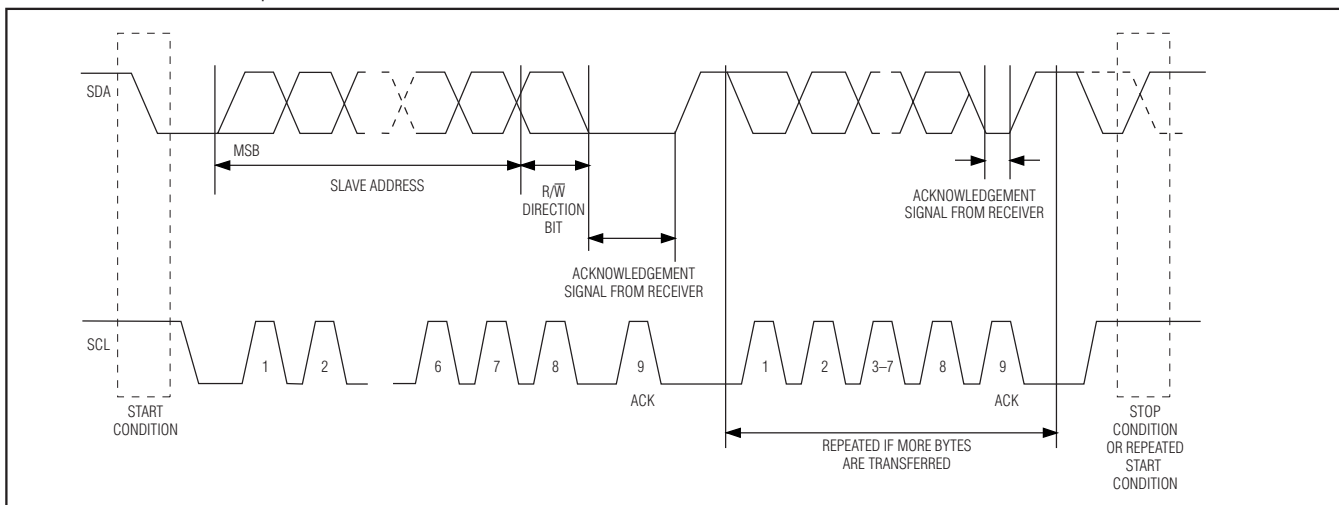 SDA
MSB
SLAVE ADDRESS
R/W̅
DIRECTION
BIT
ACKNOWLEDGEMENT
SIGNAL FROM RECEIVER
ACKNOWLEDGEMENT
SIGNAL FROM RECEIVER
SCL
1 2 6 7 8 9 1 2 3–7 8 9
ACK ACK
START
CONDITION
REPEATED IF MORE BYTES
ARE TRANSFERRED
STOP
CONDITION
OR REPEATED
START
CONDITION